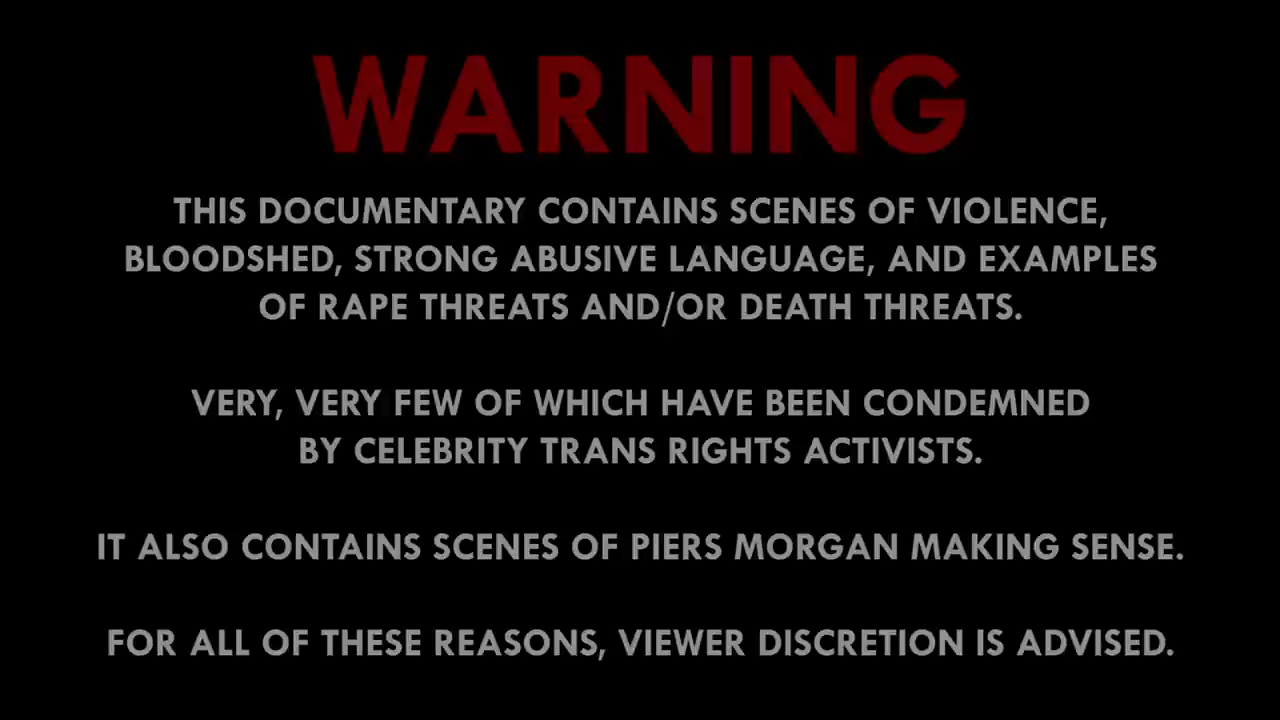 WARNING
THIS DOCUMENTARY CONTAINS SCENES OF VIOLENCE,
BLOODSHED, STRONG ABUSIVE LANGUAGE, AND EXAMPLES
OF RAPE THREATS AND/OR DEATH THREATS.
VERY, VERY FEW OF WHICH HAVE BEEN CONDEMNED
BY CELEBRITY TRANS RIGHTS ACTIVISTS.
IT ALSO CONTAINS SCENES OF PIERS MORGAN MAKING SENSE.
FOR ALL OF THESE REASONS, VIEWER DISCRETION IS ADVISED.